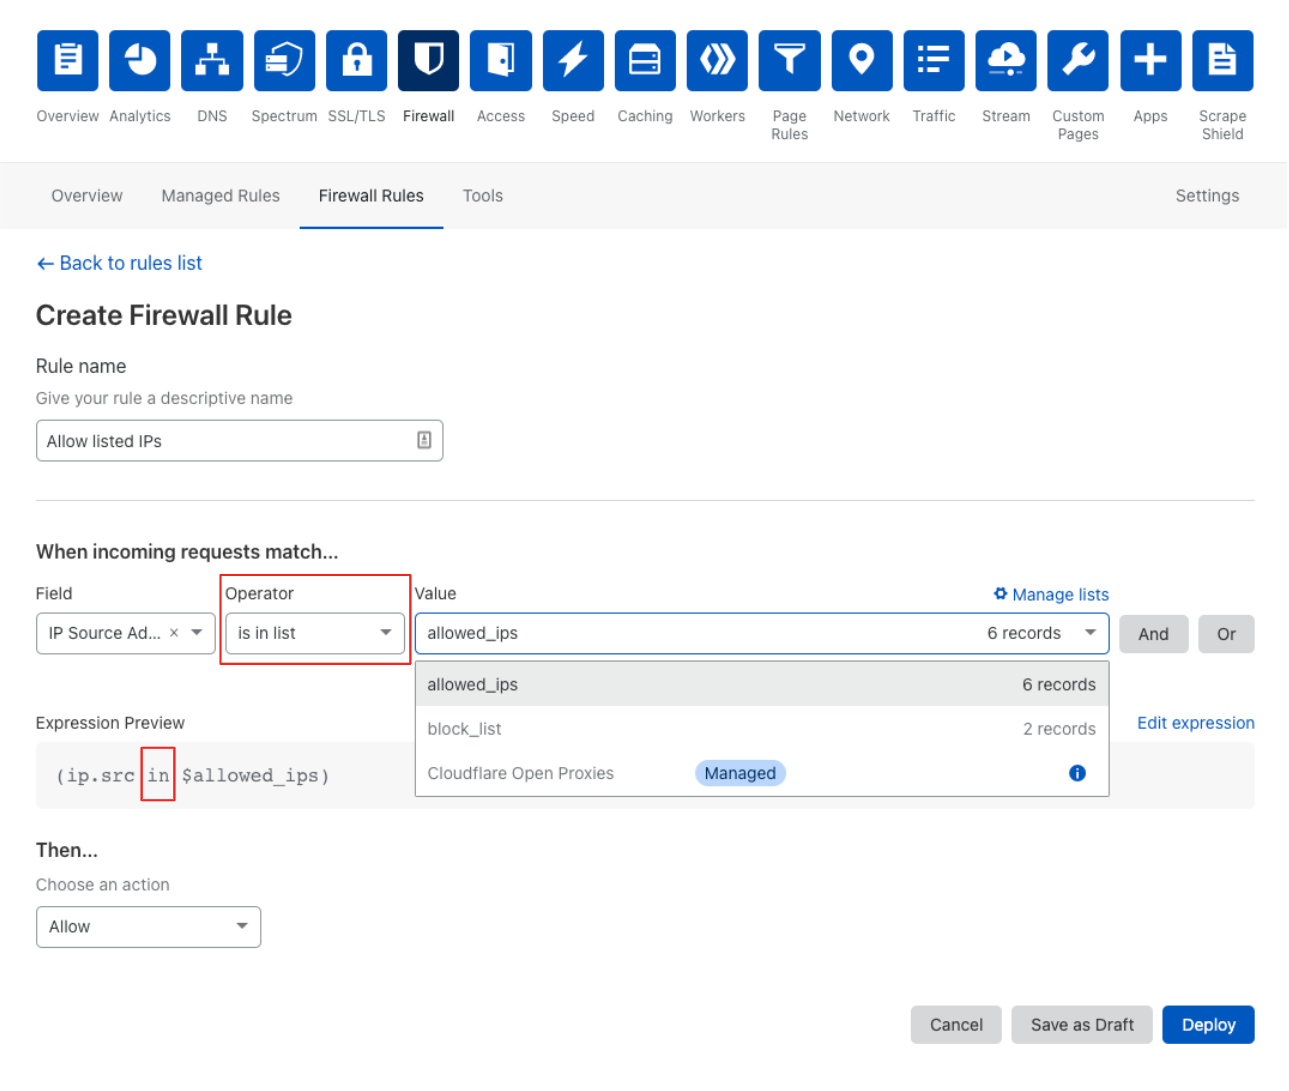 Overview Analytics DNS Spectrum SSL/TLS Firewall Access Speed Caching Workers Page Rules Network Traffic Stream Custom Pages Apps Scrape Shield
Overview Managed Rules Firewall Rules Tools Settings
← Back to rules list
Create Firewall Rule
Rule name
Give your rule a descriptive name
Allow listed IPs
When incoming requests match...
Field Operator Value Manage lists
IP Source Ad... × is in list allowed_ips 6 records And Or
allowed_ips 6 records
block_list 2 records
Cloudflare Open Proxies Managed
Expression Preview Edit expression
(ip.src in $allowed_ips)
Then...
Choose an action
Allow
Cancel Save as Draft Deploy